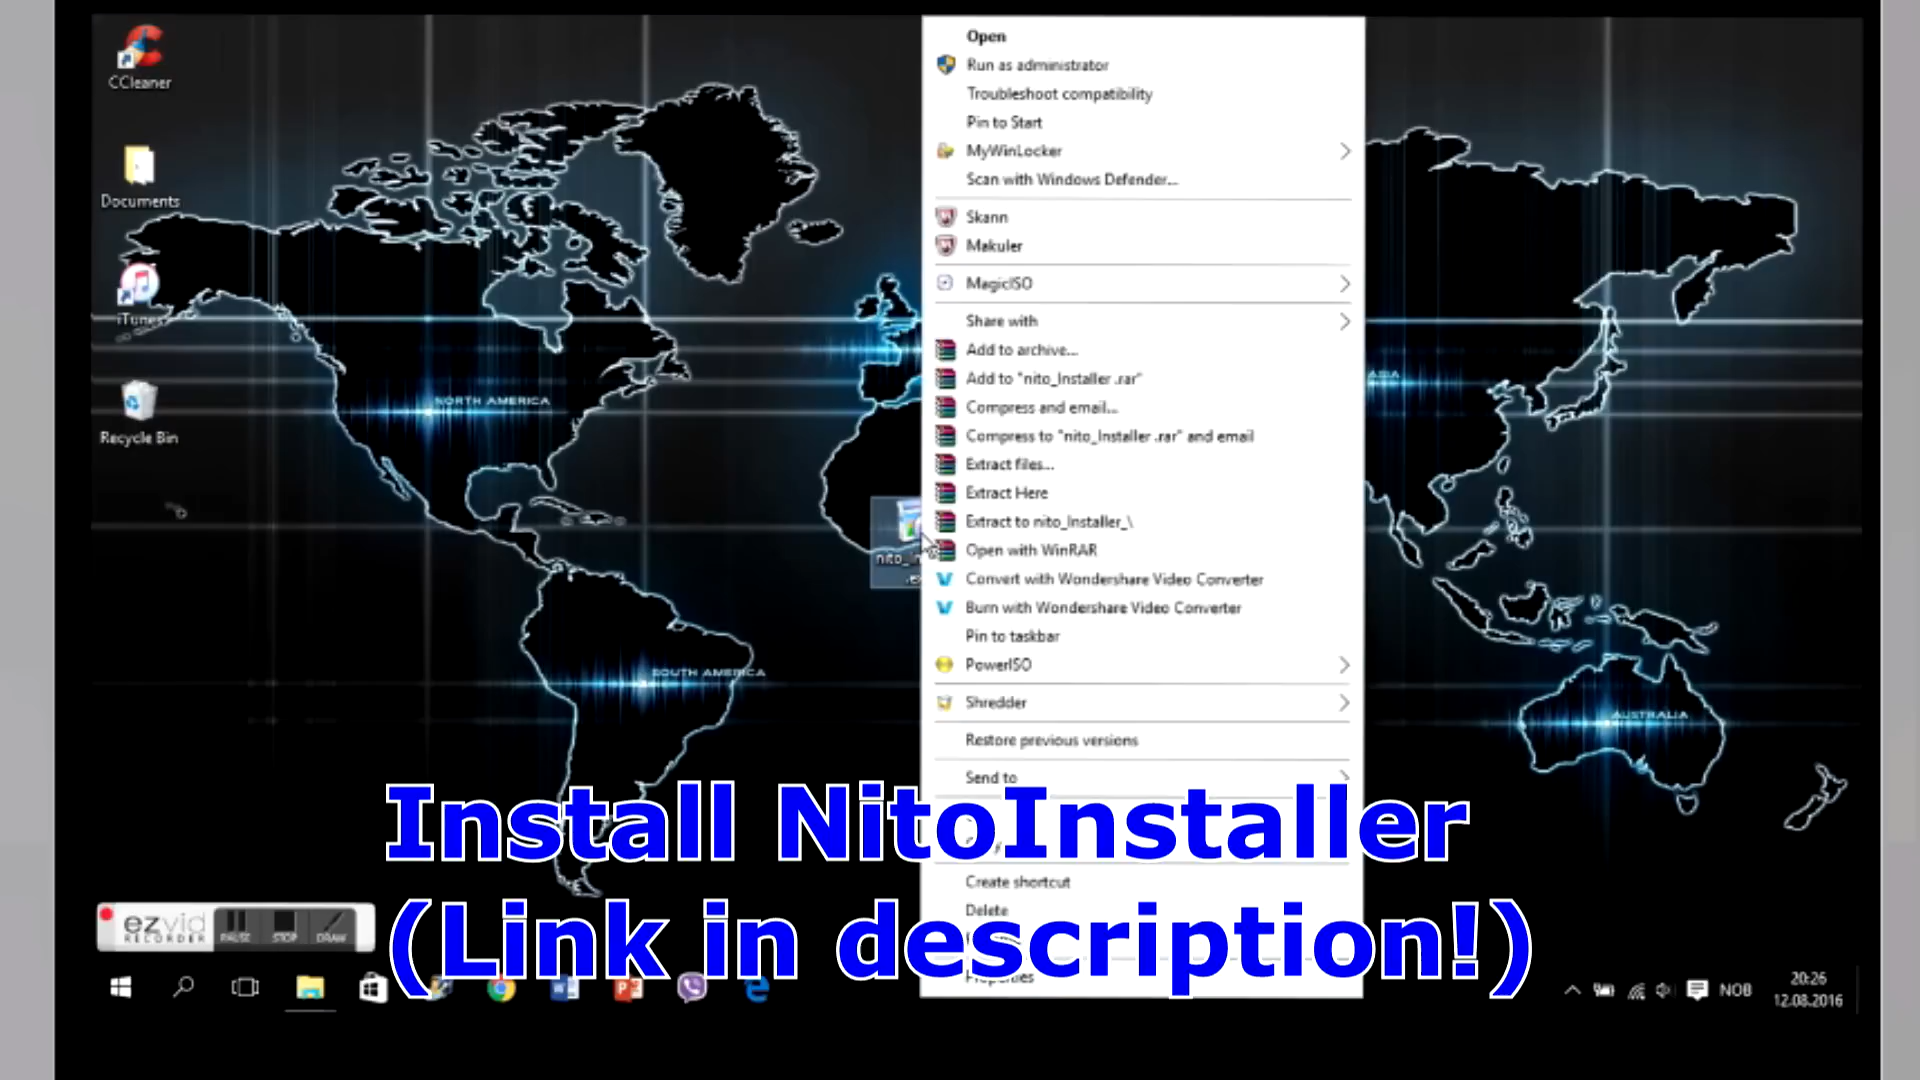 CCleaner
Documents
iTunes
Recycle Bin
NORTH AMERICA
SOUTH AMERICA
ASIA
AUSTRALIA
Open
Run as administrator
Troubleshoot compatibility
Pin to Start
MyWinLocker
Scan with Windows Defender...
Skann
Makuler
MagicISO
Share with
Add to archive...
Add to "nito_Installer .rar"
Compress and email...
Compress to "nito_Installer .rar" and email
Extract files...
Extract Here
Extract to nito_Installer_\
Open with WinRAR
Convert with Wondershare Video Converter
Burn with Wondershare Video Converter
Pin to taskbar
PowerISO
Shredder
Restore previous versions
Send to
Create shortcut
Delete
Properties
Install NitoInstaller
(Link in description!)
ezvid
RECORDER
PAUSE
STOP
DRAW
NOB
20:26
12.08.2016